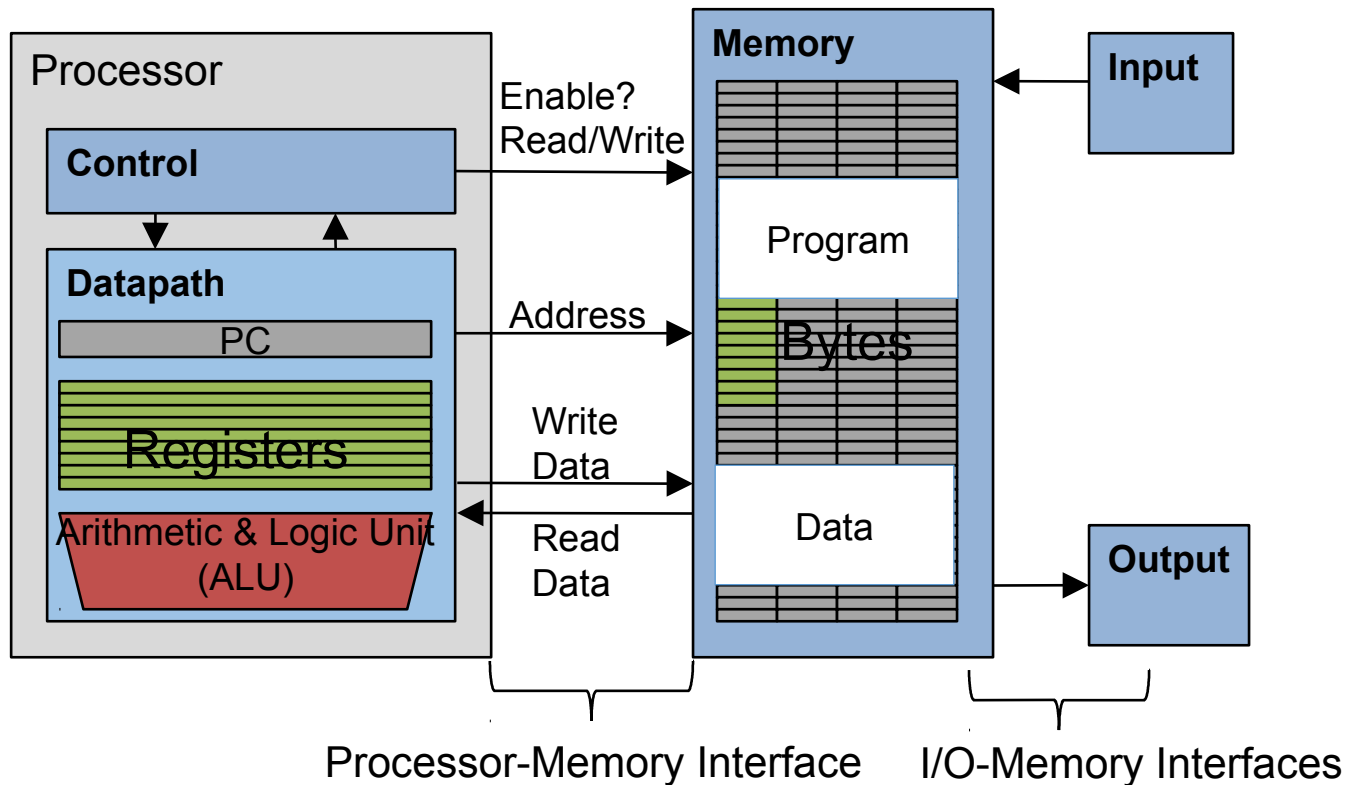 Processor
Control
Datapath
PC
Registers
Arithmetic & Logic Unit
(ALU)
Enable?
Read/Write
Address
Write
Data
Read
Data
Memory
Program
Bytes
Data
Input
Output
Processor-Memory Interface
I/O-Memory Interfaces